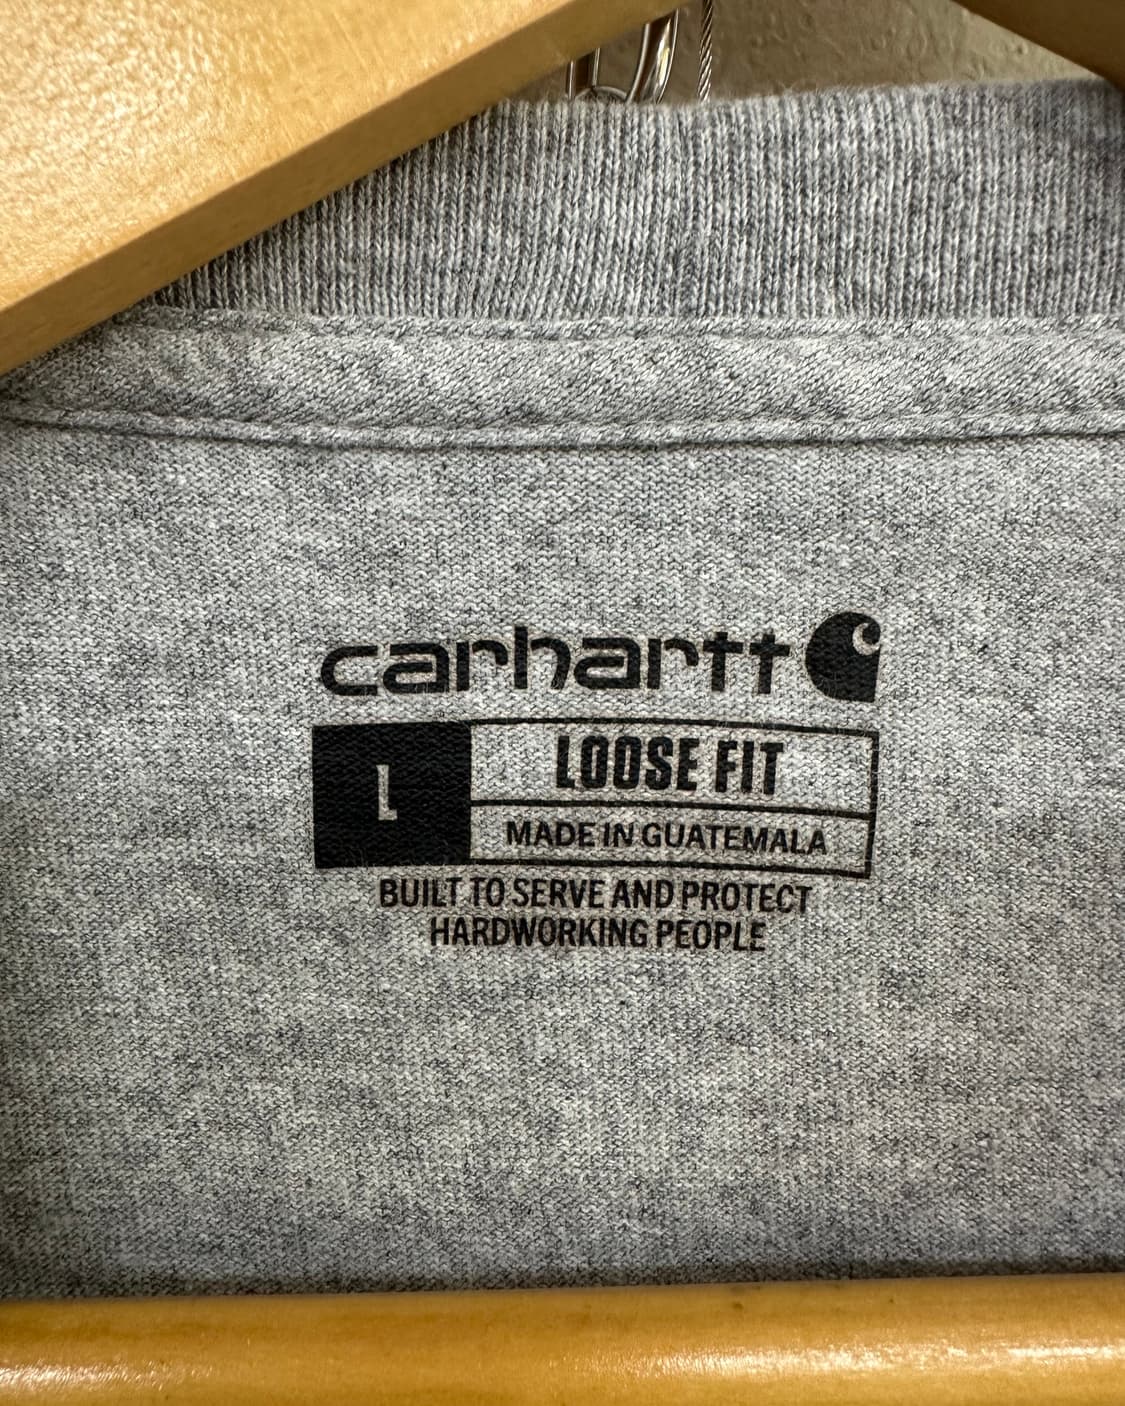 carhartt
L
LOOSE FIT
MADE IN GUATEMALA
BUILT TO SERVE AND PROTECT
HARDWORKING PEOPLE